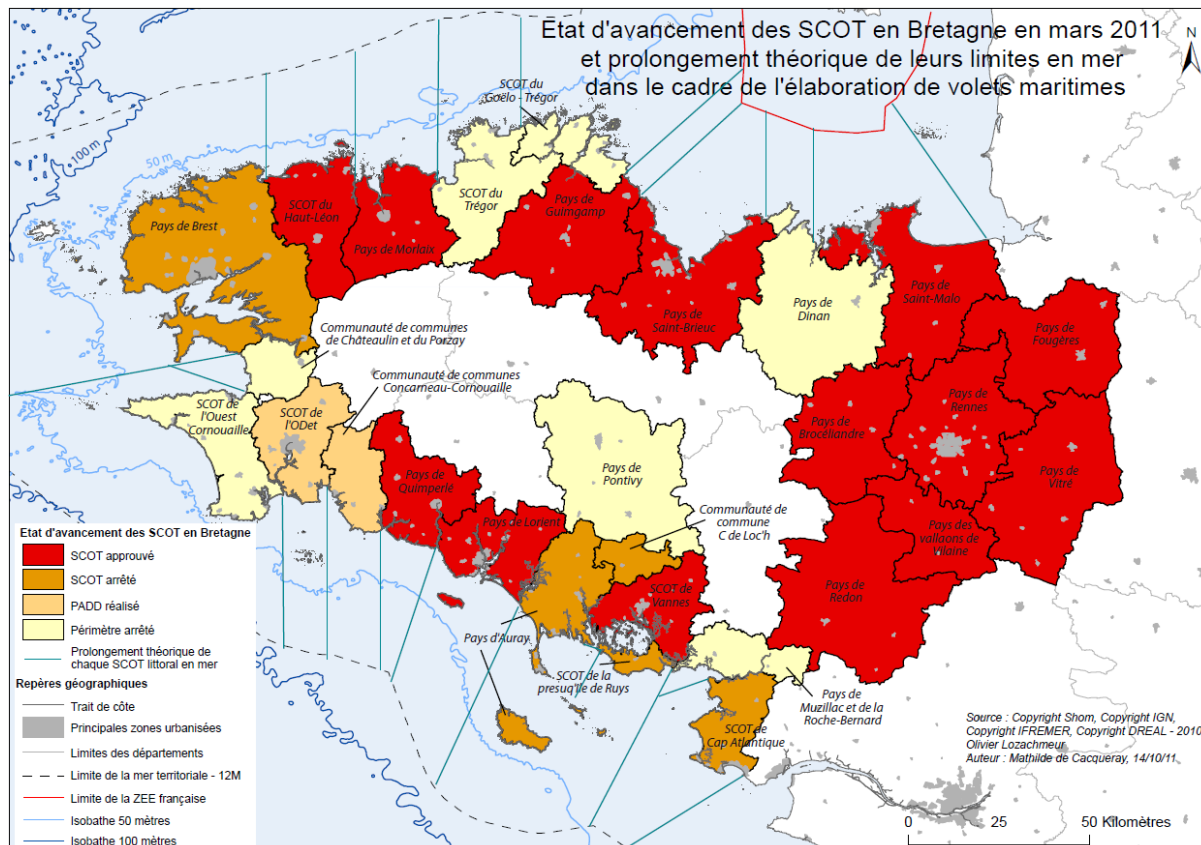 État d'avancement des SCOT en Bretagne en mars 2011
et prolongement théorique de leurs limites en mer
dans le cadre de l'élaboration de volets maritimes
N
100 m
50 m
SCOT du
Goëlo - Trégor
SCOT du
Trégor
SCOT du
Haut-Léon
Pays de Morlaix
Pays de Brest
Pays de
Guimgamp
Pays de
Saint-Brieuc
Pays de
Dinan
Pays de
Saint-Malo
Pays de
Fougères
Communauté de communes
de Châteaulin et du Porzay
Communauté de communes
Concarneau-Cornouaille
SCOT de
l'Ouest
Cornouaille
SCOT de
l'ODet
Pays de
Quimperlé
Pays de Lorient
Pays de
Pontivy
Pays de
Brocéliandre
Pays de
Rennes
Pays de
Vitré
Communauté de
commune
C de Loc'h
Pays des
vallaons de
Vilaine
Pays de
Redon
SCOT de
Vannes
Pays d'Auray
SCOT de la
presuq'île de Ruys
Pays de
Muzillac et de la
Roche-Bernard
SCOT de
Cap Atlantique
Etat d'avancement des SCOT en Bretagne
SCOT approuvé
SCOT arrêté
PADD réalisé
Périmètre arrêté
Prolongement théorique de
chaque SCOT littoral en mer
Repères géographiques
Trait de côte
Principales zones urbanisées
Limites des départements
Limite de la mer territoriale - 12M
Limite de la ZEE française
Isobathe 50 mètres
Isobathe 100 mètres
Source : Copyright Shom, Copyright IGN,
Copyright IFREMER, Copyright DREAL - 2010
Olivier Lozachmeur
Auteur : Mathilde de Cacqueray, 14/10/11
0 25 50 Kilomètres